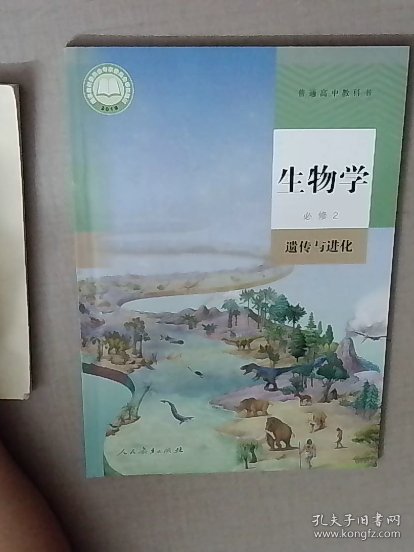 普通高中教科书
生物学
必修2
遗传与进化
2019
人民教育出版社
孔夫子旧书网
www.kongfz.com